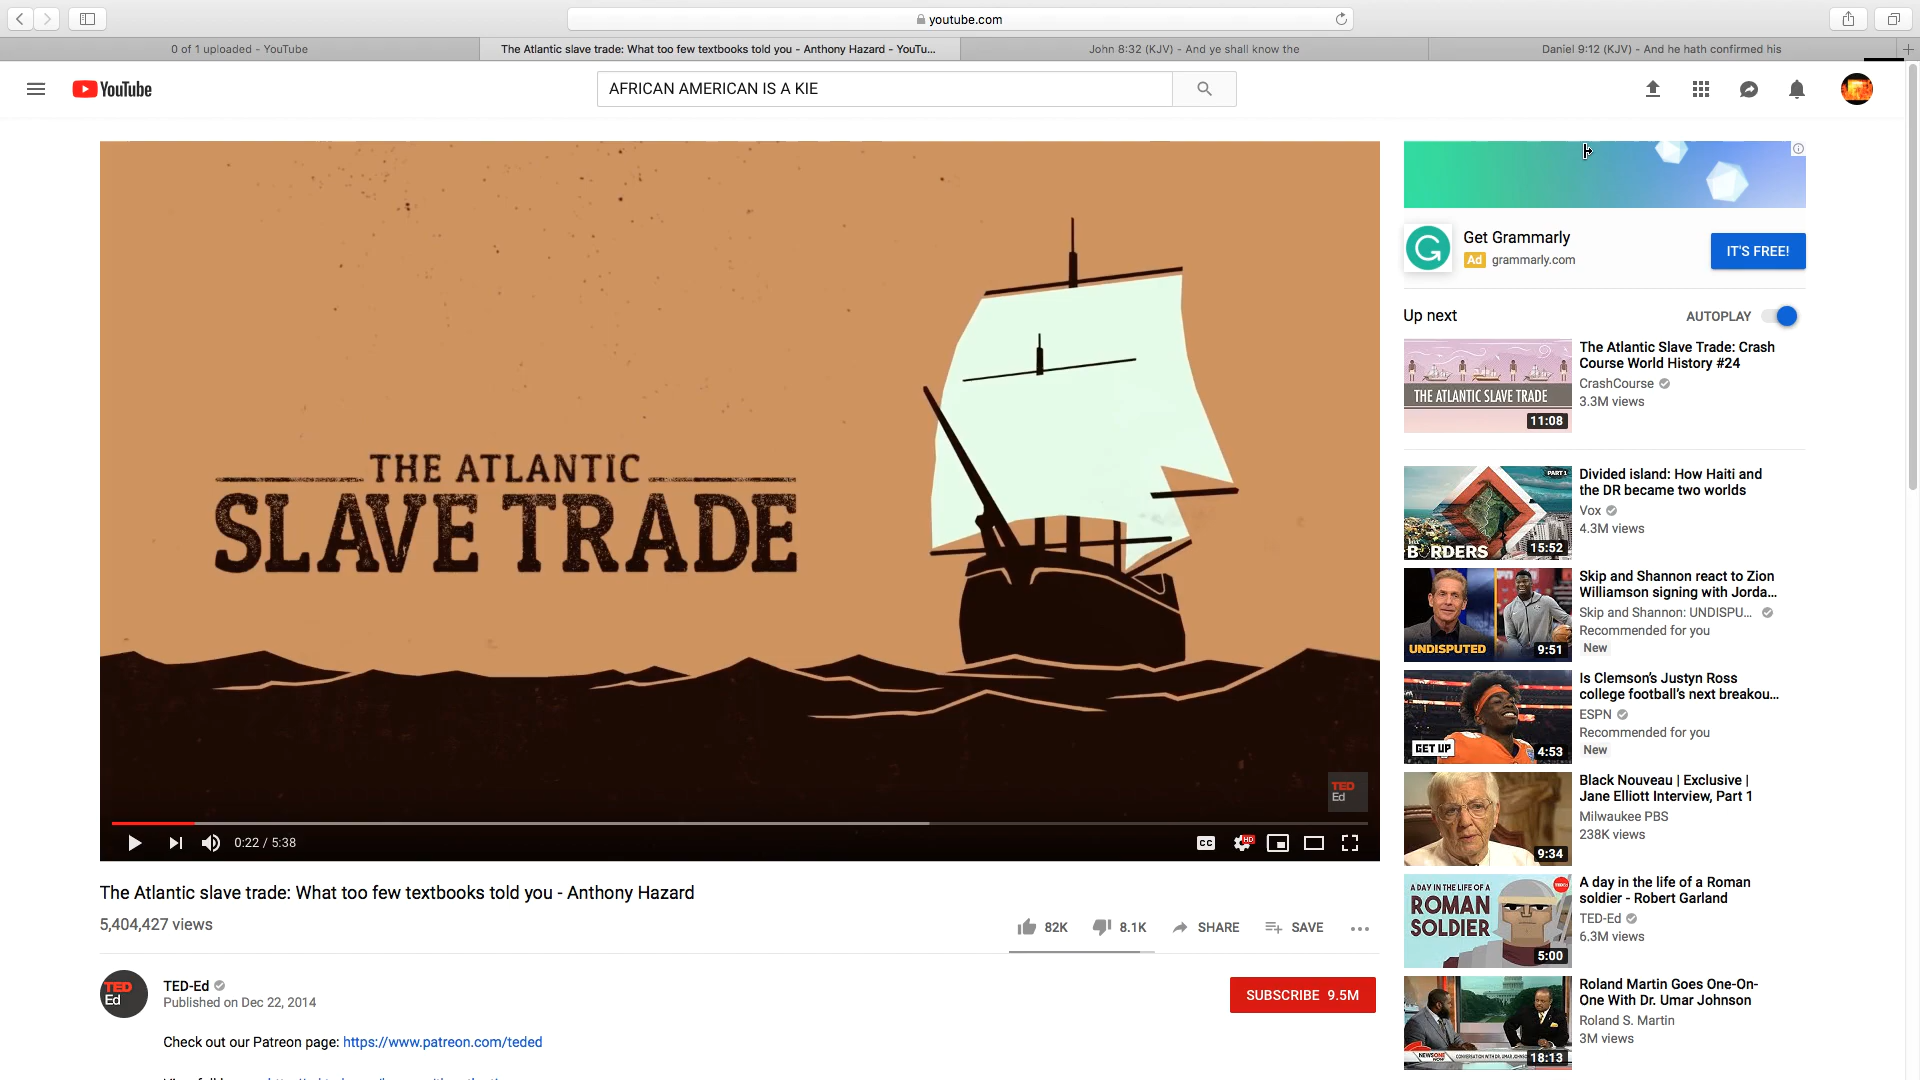 youtube.com
0 of 1 uploaded - YouTube
The Atlantic slave trade: What too few textbooks told you - Anthony Hazard - YouTu...
John 8:32 (KJV) - And ye shall know the
Daniel 9:12 (KJV) - And he hath confirmed his
YouTube
AFRICAN AMERICAN IS A KIE
THE ATLANTIC
SLAVE TRADE
TED
Ed
0:22 / 5:38
CC
HD
The Atlantic slave trade: What too few textbooks told you - Anthony Hazard
5,404,427 views
82K
8.1K
SHARE
SAVE
TED
Ed
TED-Ed
Published on Dec 22, 2014
SUBSCRIBE 9.5M
Check out our Patreon page: https://www.patreon.com/teded
Get Grammarly
Ad grammarly.com
IT'S FREE!
Up next
AUTOPLAY
THE ATLANTIC SLAVE TRADE
11:08
The Atlantic Slave Trade: Crash
Course World History #24
CrashCourse
3.3M views
PART 1
BORDERS
15:52
Divided island: How Haiti and
the DR became two worlds
Vox
4.3M views
UNDISPUTED
9:51
Skip and Shannon react to Zion
Williamson signing with Jorda...
Skip and Shannon: UNDISPU...
Recommended for you
New
GET UP
4:53
Is Clemson's Justyn Ross
college football's next breakou...
ESPN
Recommended for you
New
9:34
Black Nouveau | Exclusive |
Jane Elliott Interview, Part 1
Milwaukee PBS
238K views
A DAY IN THE LIFE OF A
ROMAN
SOLDIER
5:00
A day in the life of a Roman
soldier - Robert Garland
TED-Ed
6.3M views
18:13
Roland Martin Goes One-On-
One With Dr. Umar Johnson
Roland S. Martin
3M views